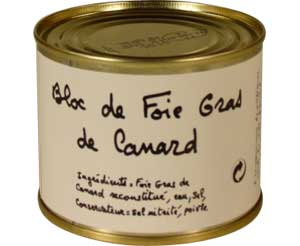 Bloc de Foie Gras
de Canard
Ingrédients = Foie Gras de
Canard reconstitué, eau, Sel,
Conservateur = Sel nitrité, poivre